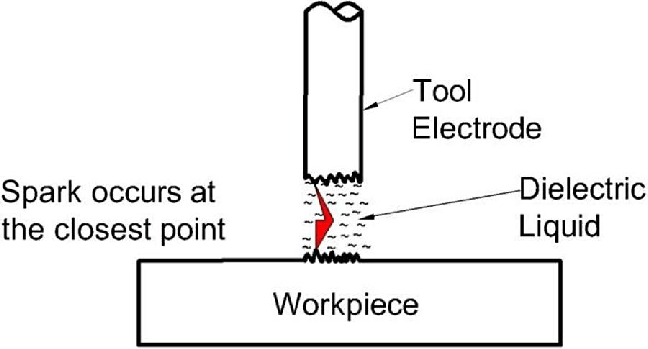 Tool
Electrode
Spark occurs at
the closest point
Dielectric
Liquid
Workpiece